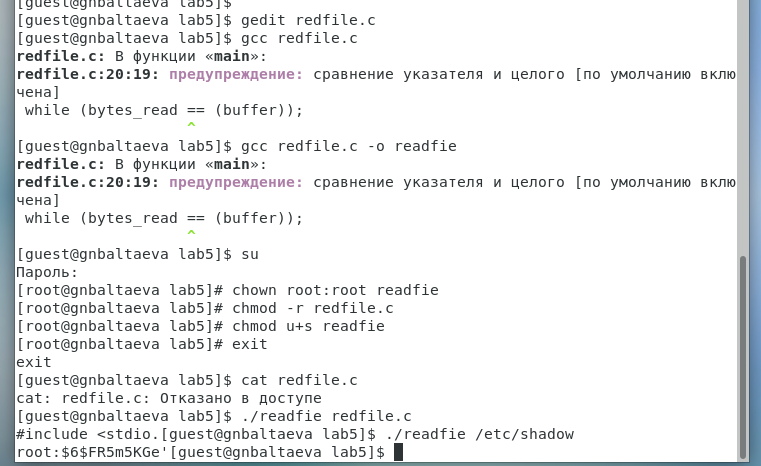 [guest@gnbaltaeva lab5]$
[guest@gnbaltaeva lab5]$ gedit redfile.c
[guest@gnbaltaeva lab5]$ gcc redfile.c
redfile.c: В функции «main»:
redfile.c:20:19: предупреждение: сравнение указателя и целого [по умолчанию вклю
чена]
 while (bytes_read == (buffer));
^
[guest@gnbaltaeva lab5]$ gcc redfile.c -o readfie
redfile.c: В функции «main»:
redfile.c:20:19: предупреждение: сравнение указателя и целого [по умолчанию вклю
чена]
 while (bytes_read == (buffer));
^
[guest@gnbaltaeva lab5]$ su
Пароль:
[root@gnbaltaeva lab5]# chown root:root readfie
[root@gnbaltaeva lab5]# chmod -r redfile.c
[root@gnbaltaeva lab5]# chmod u+s readfie
[root@gnbaltaeva lab5]# exit
exit
[guest@gnbaltaeva lab5]$ cat redfile.c
cat: redfile.c: Отказано в доступе
[guest@gnbaltaeva lab5]$ ./readfie redfile.c
#include <stdio.[guest@gnbaltaeva lab5]$ ./readfie /etc/shadow
root:$6$FR5m5KGe'[guest@gnbaltaeva lab5]$